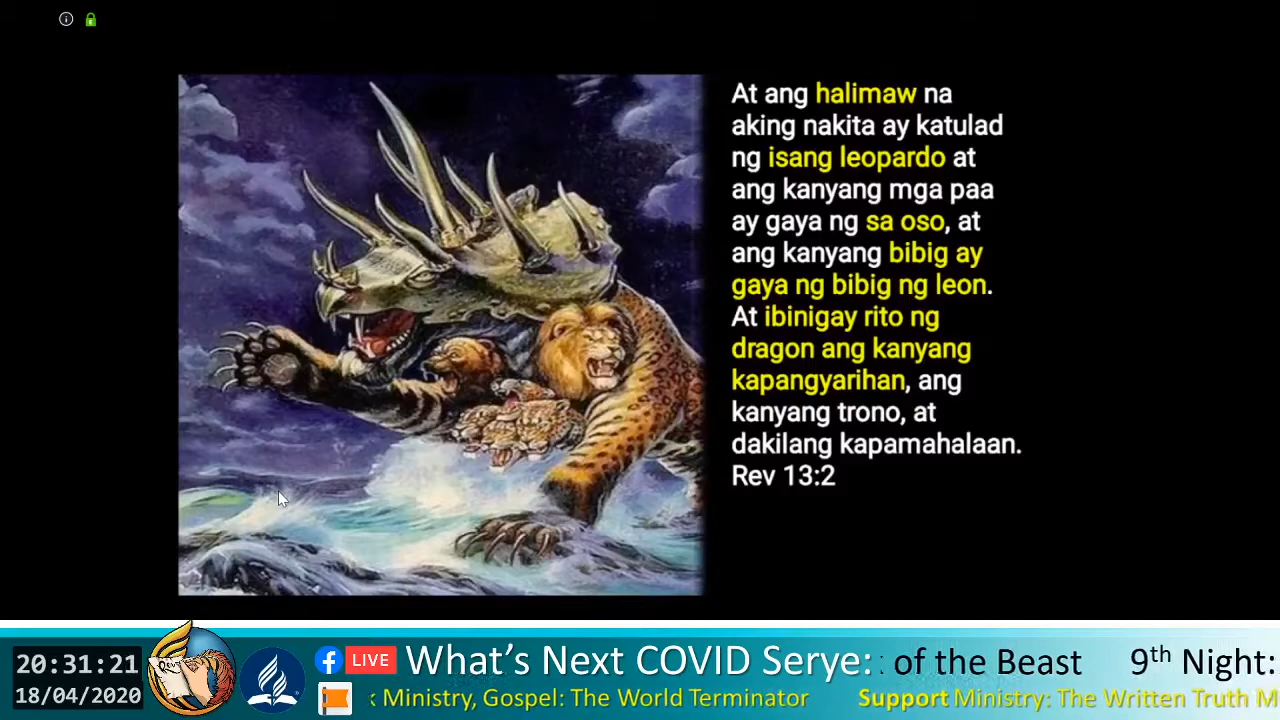 At ang halimaw na
aking nakita ay katulad
ng isang leopardo at
ang kanyang mga paa
ay gaya ng sa oso, at
ang kanyang bibig ay
gaya ng bibig ng leon.
At ibinigay rito ng
dragon ang kanyang
kapangyarihan, ang
kanyang trono, at
dakilang kapamahalaan.
Rev 13:2
20:31:21
18/04/2020
LIVE What's Next COVID Serye: of the Beast 9th Night:
k Ministry, Gospel: The World Terminator Support Ministry: The Written Truth M